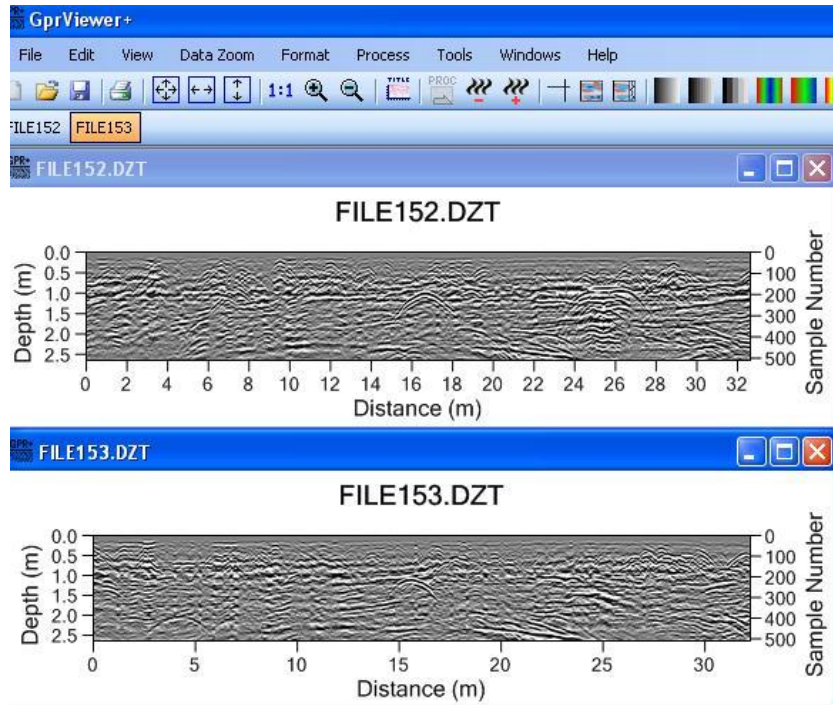 GprViewer+
File Edit View Data Zoom Format Process Tools Windows Help
1:1 TITLE PROC
FILE152 FILE153
GPR+ FILE152.DZT
FILE152.DZT
Depth (m)
0.0
0.5
1.0
1.5
2.0
2.5
0
100
200
300
400
500
Sample Number
0 2 4 6 8 10 12 14 16 18 20 22 24 26 28 30 32
Distance (m)
GPR+ FILE153.DZT
FILE153.DZT
Depth (m)
0.0
0.5
1.0
1.5
2.0
2.5
0
100
200
300
400
500
Sample Number
0 5 10 15 20 25 30
Distance (m)